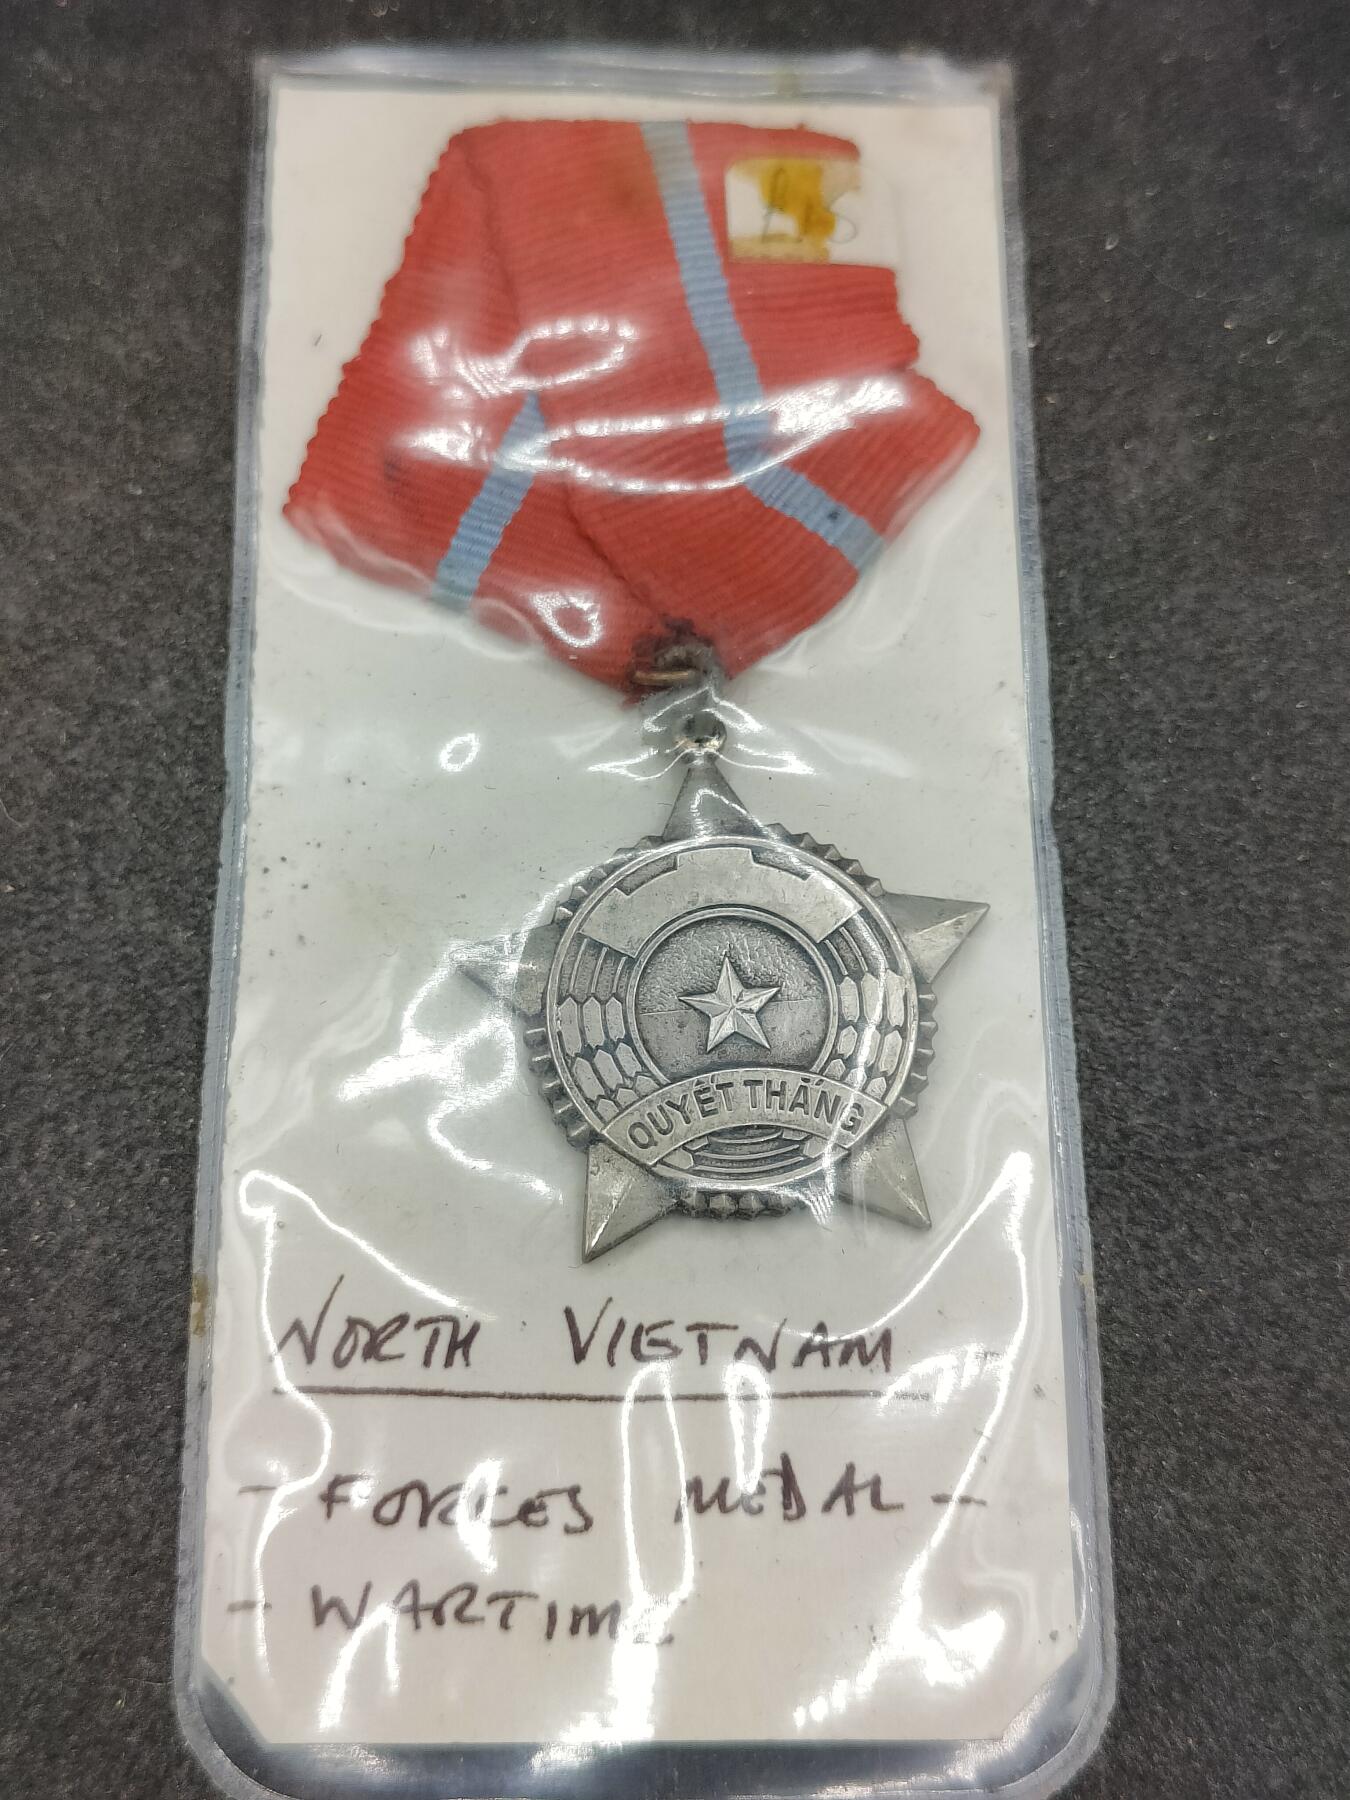 QUYẾT THẮNG
NORTH VIETNAM
- FORCES MEDAL -
- WARTIME